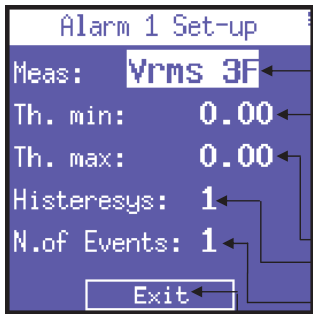 Alarm 1 Set-up
Meas: Vrms 3F
Th. min: 0.00
Th. max: 0.00
Histeresys: 1
N.of Events: 1
Exit